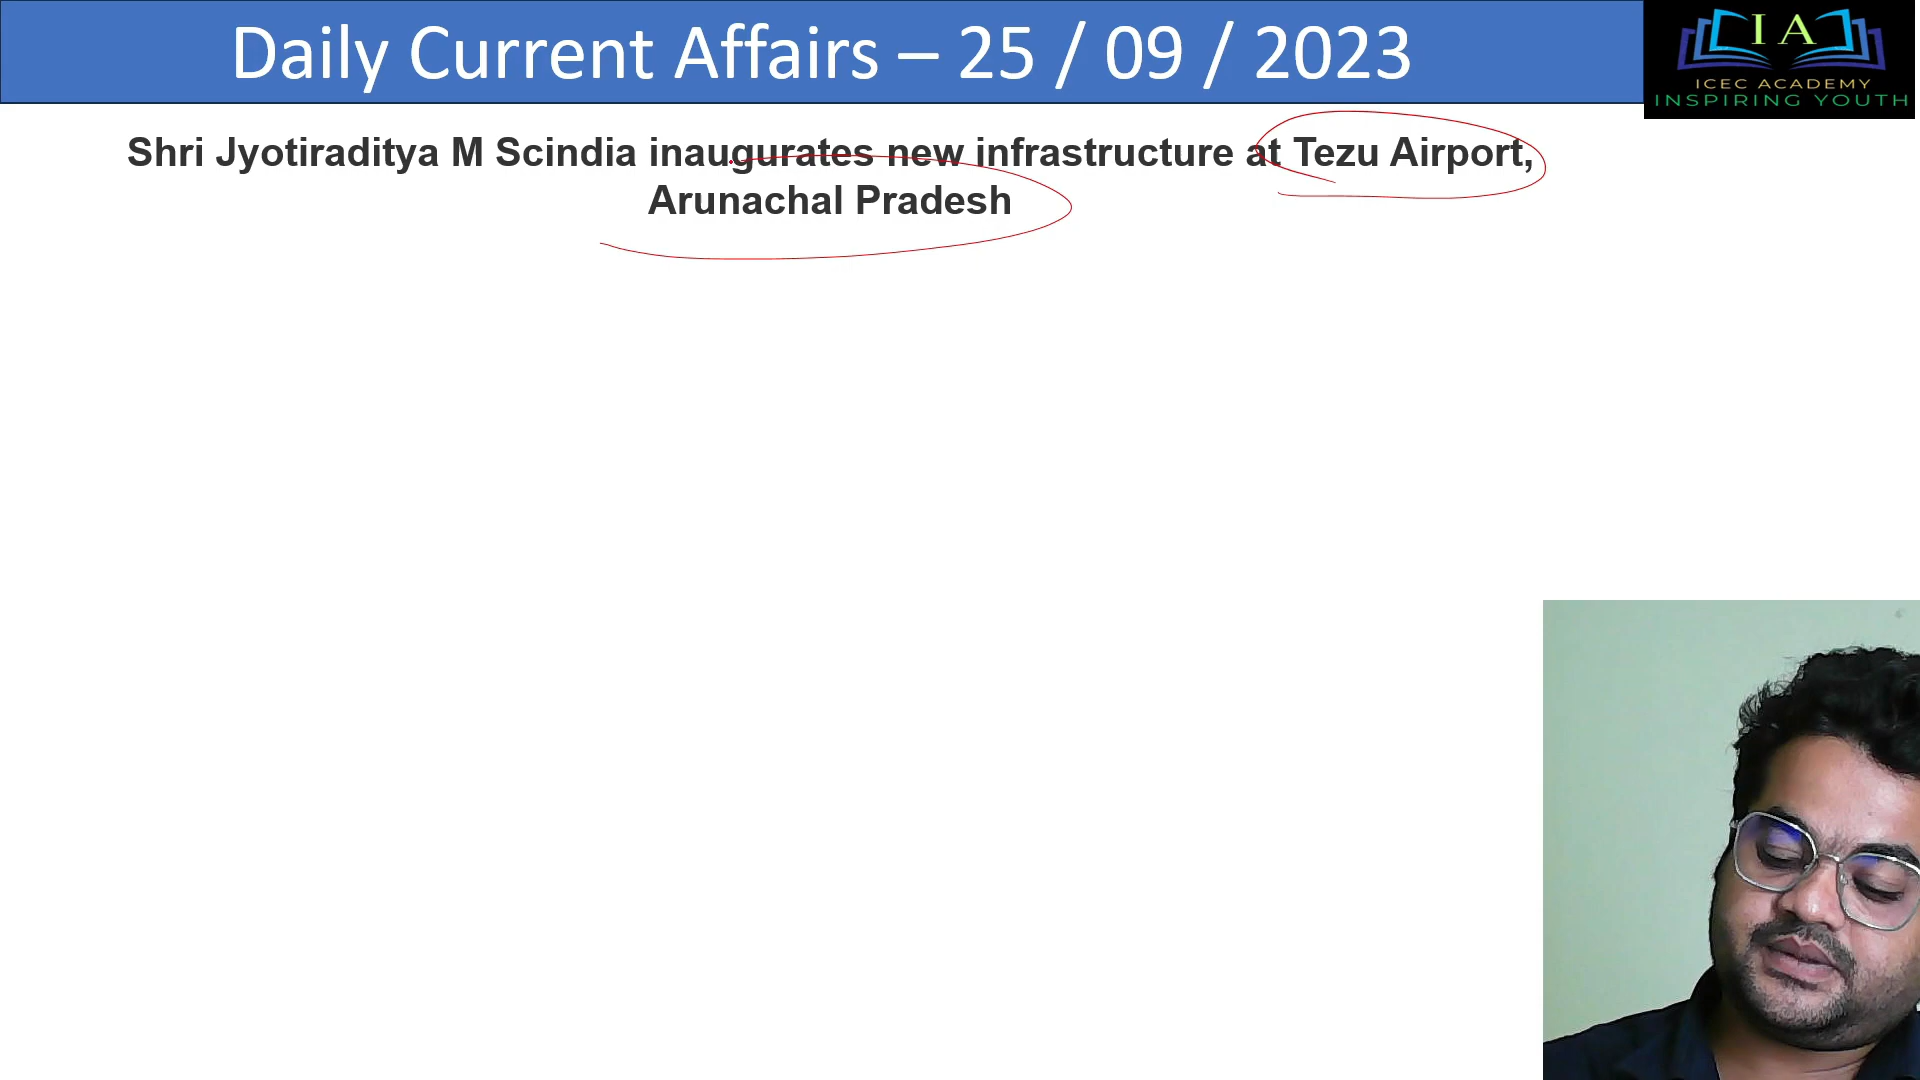 Daily Current Affairs – 25 / 09 / 2023
I A
ICEC ACADEMY
INSPIRING YOUTH
Shri Jyotiraditya M Scindia inaugurates new infrastructure at Tezu Airport,
Arunachal Pradesh